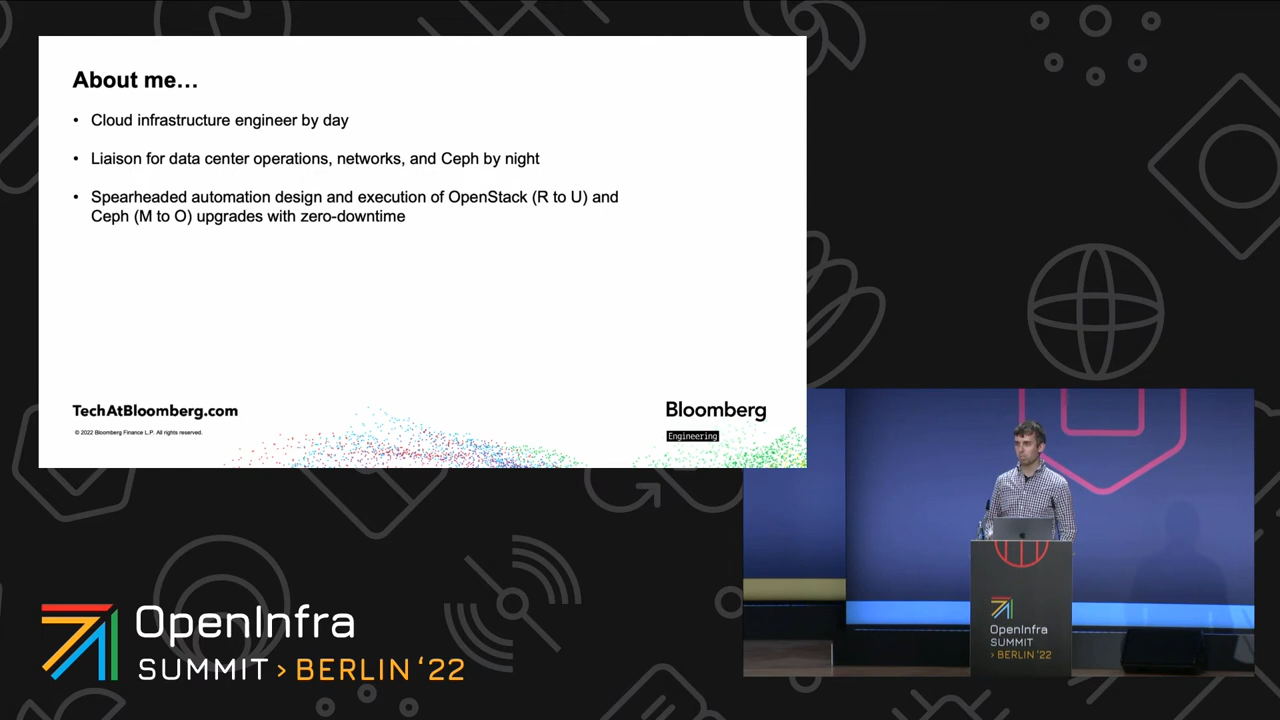 About me…
• Cloud infrastructure engineer by day
• Liaison for data center operations, networks, and Ceph by night
• Spearheaded automation design and execution of OpenStack (R to U) and
Ceph (M to O) upgrades with zero-downtime
TechAtBloomberg.com
© 2022 Bloomberg Finance L.P. All rights reserved.
Bloomberg
Engineering
OpenInfra
SUMMIT › BERLIN ‘22
OpenInfra
SUMMIT
› BERLIN ‘22